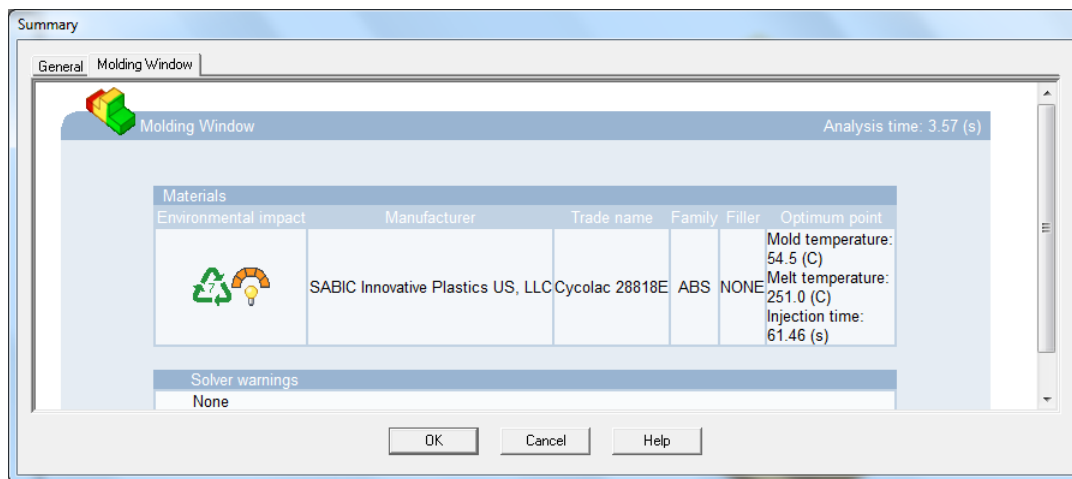 Summary
General Molding Window
Molding Window Analysis time: 3.57 (s)
Materials
Environmental impact Manufacturer Trade name Family Filler Optimum point
7 SABIC Innovative Plastics US, LLC Cycolac 28818E ABS NONE Mold temperature:
54.5 (C)
Melt temperature:
251.0 (C)
Injection time:
61.46 (s)
Solver warnings
None
OK Cancel Help